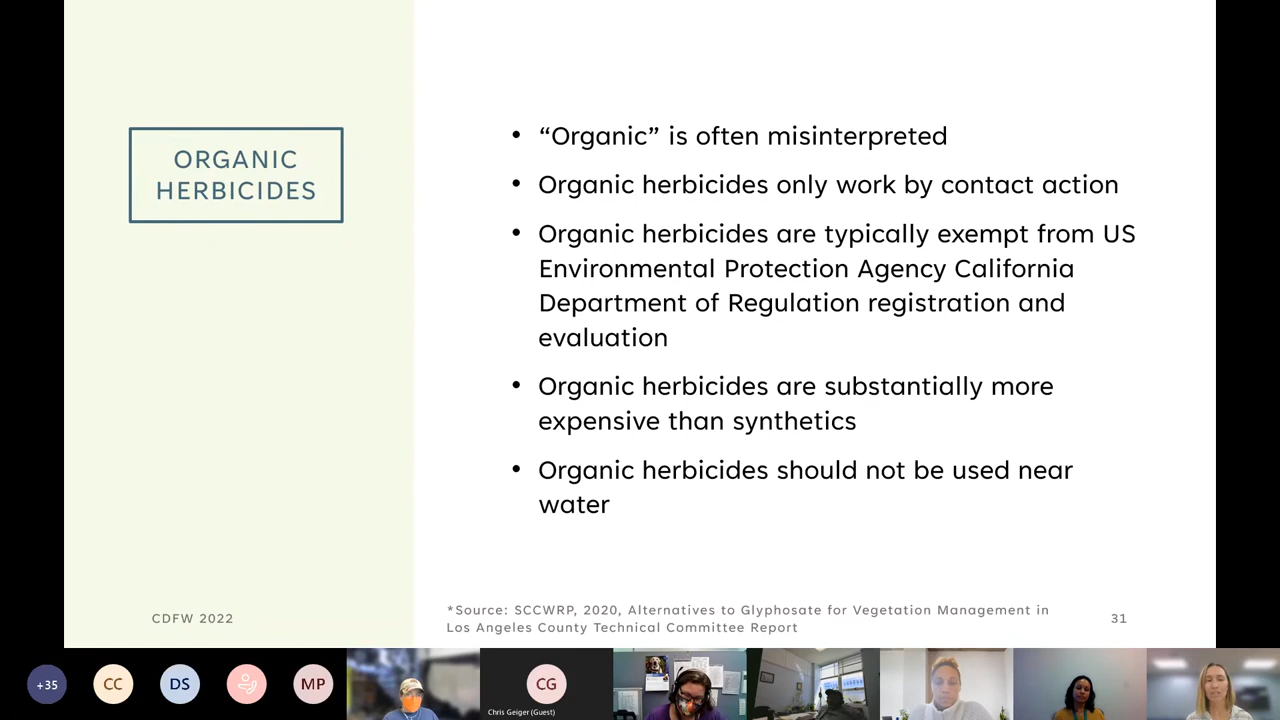 ORGANIC
HERBICIDES
• “Organic” is often misinterpreted
• Organic herbicides only work by contact action
• Organic herbicides are typically exempt from US
Environmental Protection Agency California
Department of Regulation registration and
evaluation
• Organic herbicides are substantially more
expensive than synthetics
• Organic herbicides should not be used near
water
CDFW 2022
*Source: SCCWRP, 2020, Alternatives to Glyphosate for Vegetation Management in
Los Angeles County Technical Committee Report
31
+35
CC
DS
MP
CG
Chris Geiger (Guest)